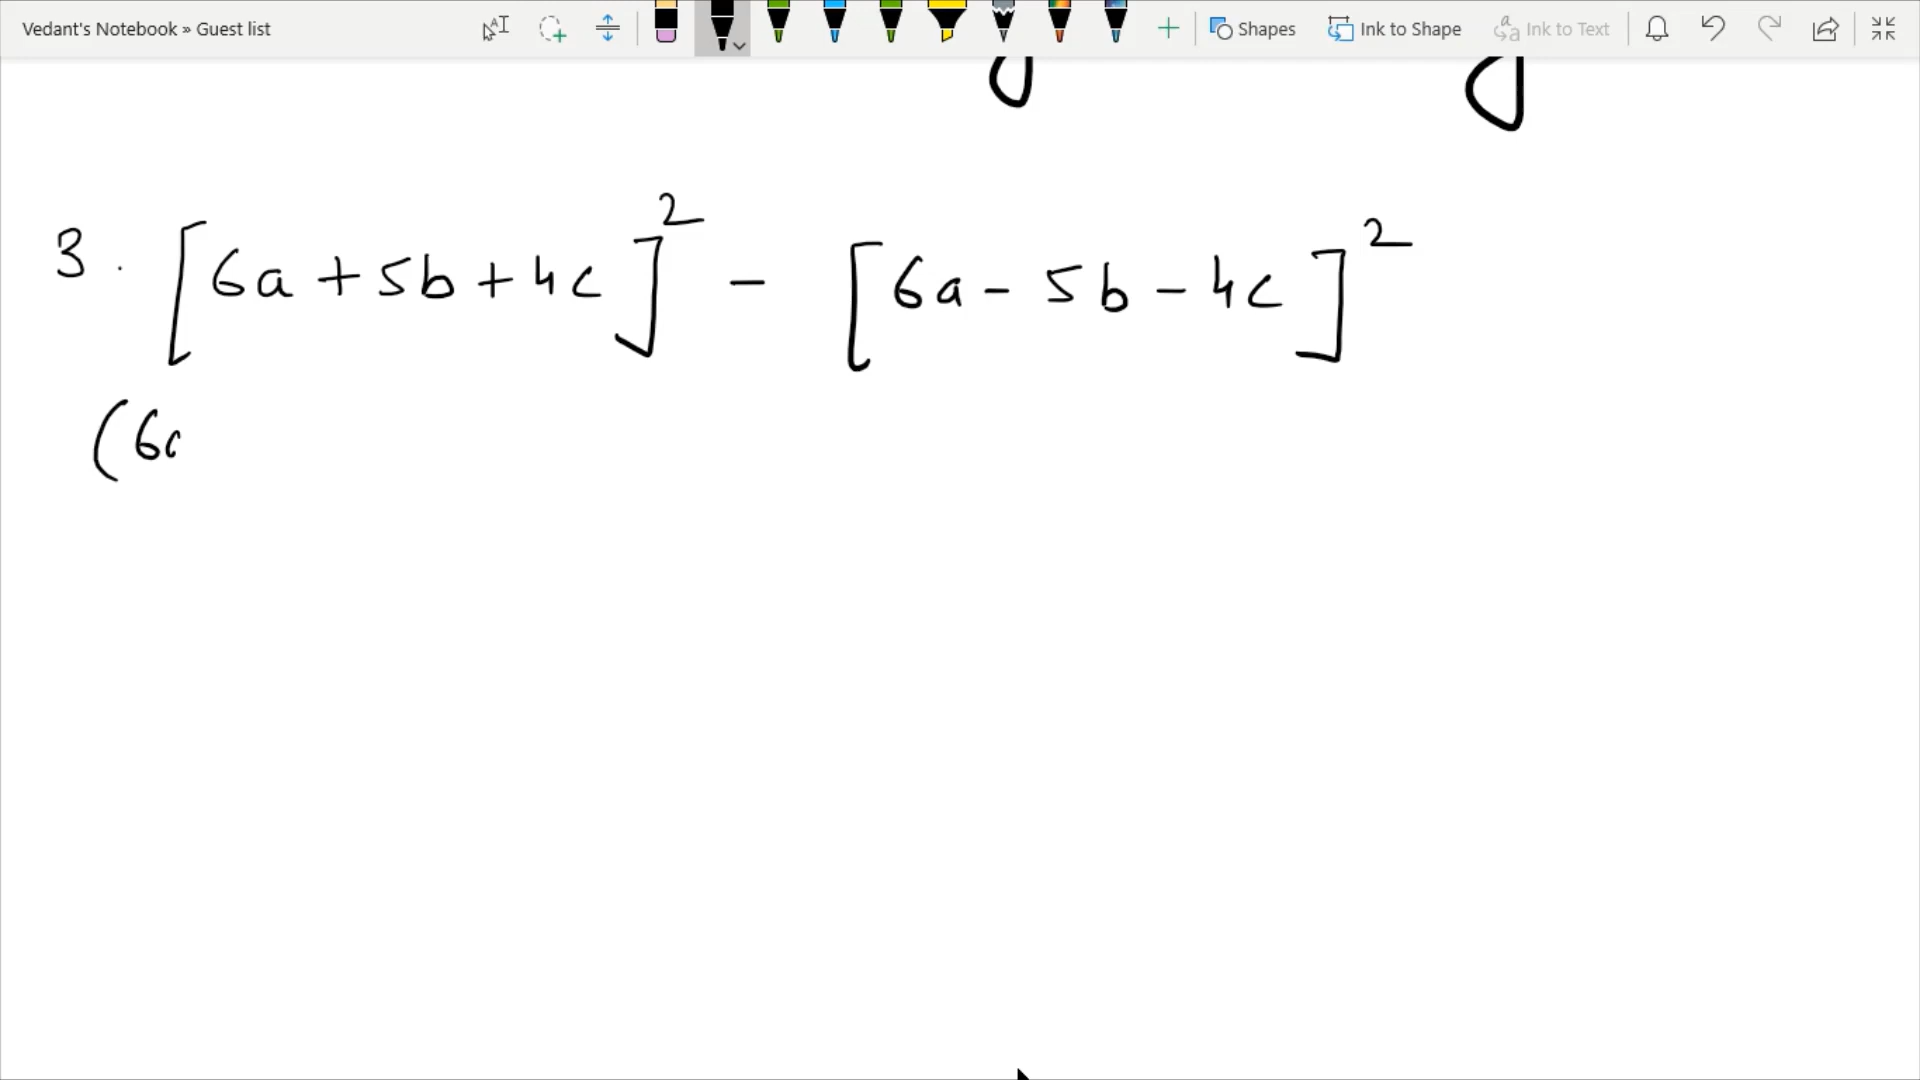 Vedant's Notebook » Guest list
Shapes
Ink to Shape
Ink to Text
3. [6a + 5b + 4c]² - [6a - 5b - 4c]²
(6